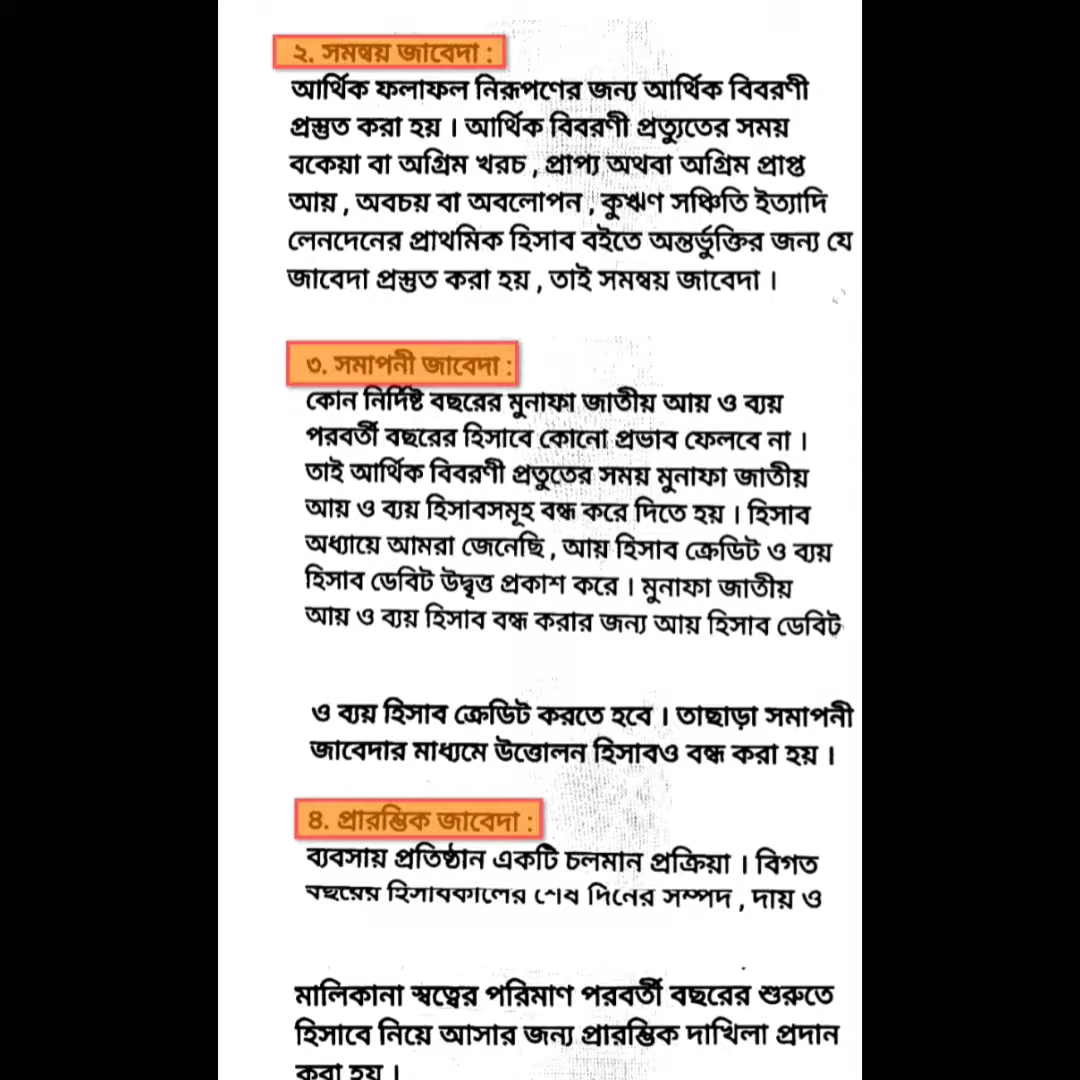 ২. সমন্বয় জাবেদা :
আর্থিক ফলাফল নিরূপণের জন্য আর্থিক বিবরণী
প্রস্তুত করা হয় । আর্থিক বিবরণী প্রত্যুতের সময়
বকেয়া বা অগ্রিম খরচ , প্রাপ্য অথবা অগ্রিম প্রাপ্ত
আয় , অবচয় বা অবলোপন , কুঋণ সঞ্চিতি ইত্যাদি
লেনদেনের প্রাথমিক হিসাব বইতে অন্তর্ভুক্তির জন্য যে
জাবেদা প্রস্তুত করা হয় , তাই সমন্বয় জাবেদা ।
৩. সমাপনী জাবেদা :
কোন নির্দিষ্ট বছরের মুনাফা জাতীয় আয় ও ব্যয়
পরবর্তী বছরের হিসাবে কোনো প্রভাব ফেলবে না ।
তাই আর্থিক বিবরণী প্রতুতের সময় মুনাফা জাতীয়
আয় ও ব্যয় হিসাবসমূহ বন্ধ করে দিতে হয় । হিসাব
অধ্যায়ে আমরা জেনেছি , আয় হিসাব ক্রেডিট ও ব্যয়
হিসাব ডেবিট উদ্বৃত্ত প্রকাশ করে । মুনাফা জাতীয়
আয় ও ব্যয় হিসাব বন্ধ করার জন্য আয় হিসাব ডেবিট
ও ব্যয় হিসাব ক্রেডিট করতে হবে । তাছাড়া সমাপনী
জাবেদার মাধ্যমে উত্তোলন হিসাবও বন্ধ করা হয় ।
৪. প্রারম্ভিক জাবেদা :
ব্যবসায় প্রতিষ্ঠান একটি চলমান প্রক্রিয়া । বিগত
বছরের হিসাবকালের শেষ দিনের সম্পদ , দায় ও
মালিকানা স্বত্বের পরিমাণ পরবর্তী বছরের শুরুতে
হিসাবে নিয়ে আসার জন্য প্রারম্ভিক দাখিলা প্রদান
করা হয় ।